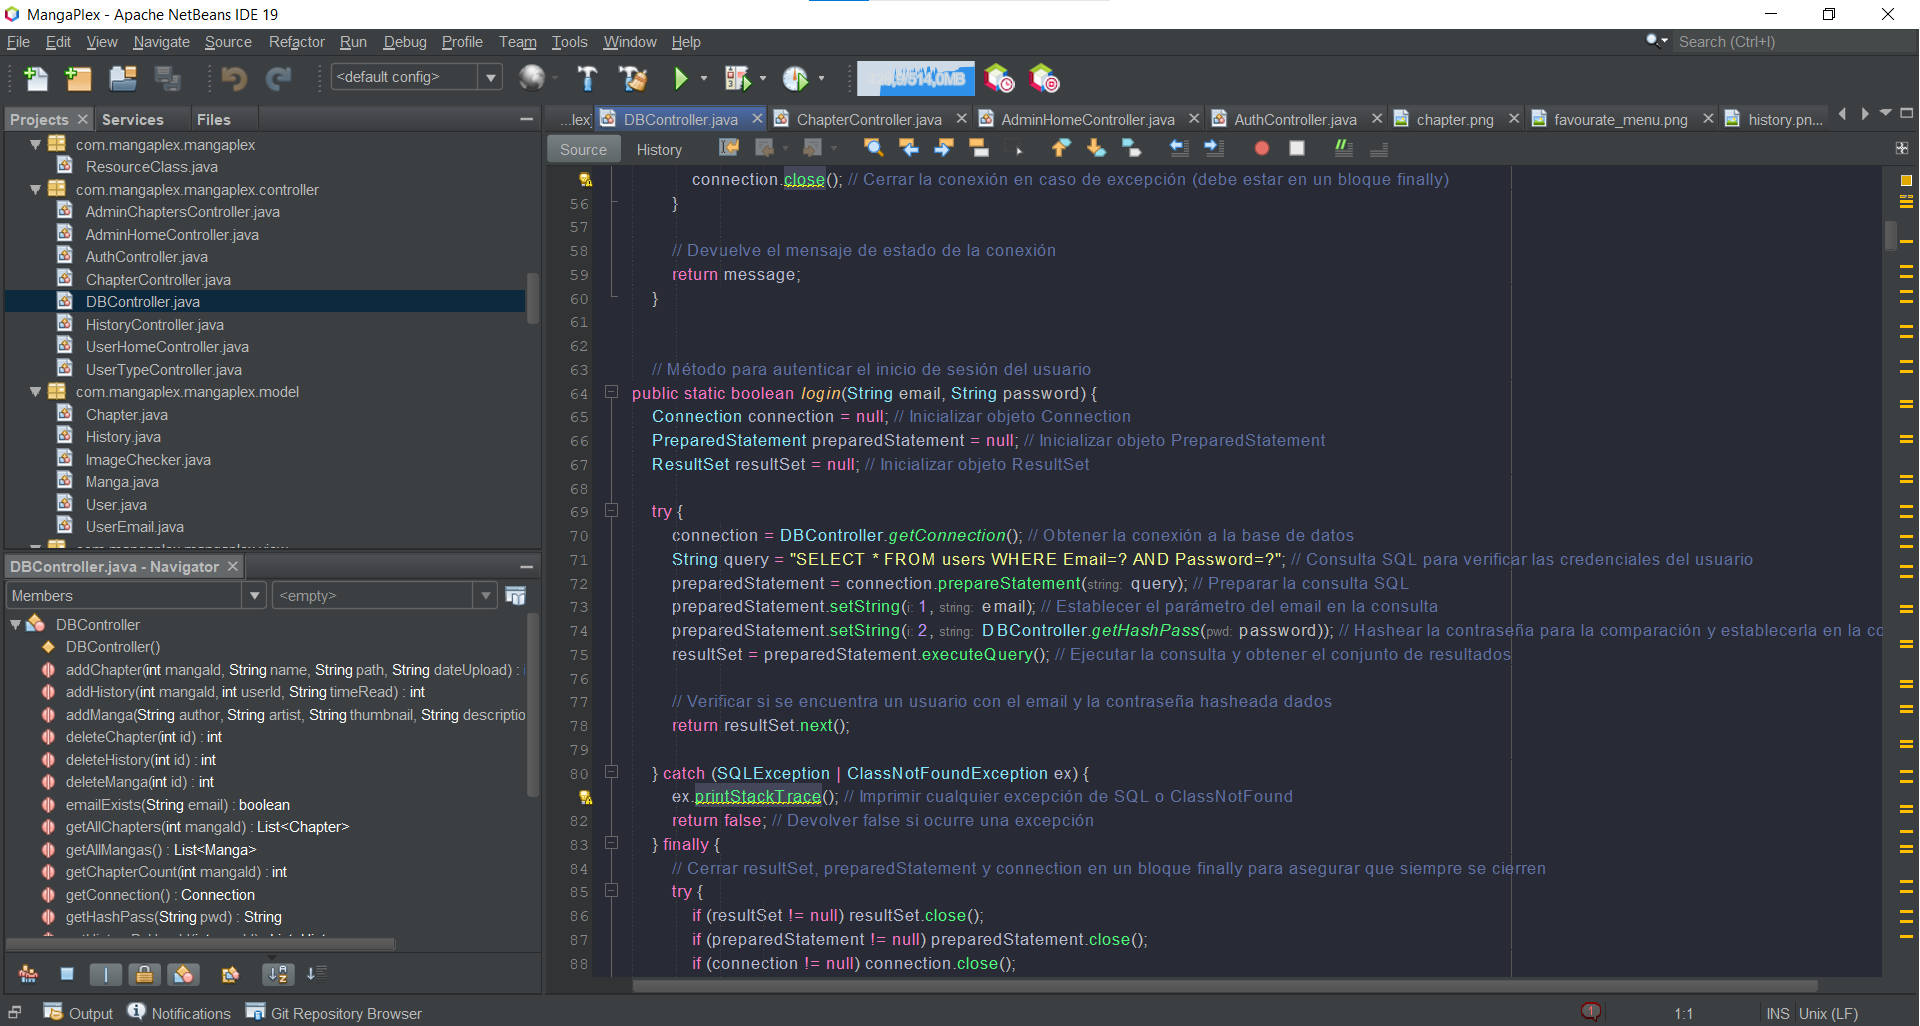 MangaPlex - Apache NetBeans IDE 19
File Edit View Navigate Source Refactor Run Debug Profile Team Tools Window Help
Search (Ctrl+I)
<default config>
514,0MB
Projects Services Files
com.mangaplex.mangaplex
ResourceClass.java
com.mangaplex.mangaplex.controller
AdminChaptersController.java
AdminHomeController.java
AuthController.java
ChapterController.java
DBController.java
HistoryController.java
UserHomeController.java
UserTypeController.java
com.mangaplex.mangaplex.model
Chapter.java
History.java
ImageChecker.java
Manga.java
User.java
UserEmail.java
DBController.java - Navigator
Members <empty>
DBController
DBController()
addChapter(int mangaId, String name, String path, String dateUpload) : i
addHistory(int mangaId, int userId, String timeRead) : int
addManga(String author, String artist, String thumbnail, String descriptio
deleteChapter(int id) : int
deleteHistory(int id) : int
deleteManga(int id) : int
emailExists(String email) : boolean
getAllChapters(int mangaId) : List<Chapter>
getAllMangas() : List<Manga>
getChapterCount(int mangaId) : int
getConnection() : Connection
getHashPass(String pwd) : String
...lex] DBController.java ChapterController.java AdminHomeController.java AuthController.java chapter.png favourate_menu.png history.pn...
Source History
connection.close(); // Cerrar la conexión en caso de excepción (debe estar en un bloque finally)
56 }
57
58 // Devuelve el mensaje de estado de la conexión
59 return message;
60 }
61
62
63 // Método para autenticar el inicio de sesión del usuario
64 public static boolean login(String email, String password) {
65 Connection connection = null; // Inicializar objeto Connection
66 PreparedStatement preparedStatement = null; // Inicializar objeto PreparedStatement
67 ResultSet resultSet = null; // Inicializar objeto ResultSet
68
69 try {
70 connection = DBController.getConnection(); // Obtener la conexión a la base de datos
71 String query = "SELECT * FROM users WHERE Email=? AND Password=?"; // Consulta SQL para verificar las credenciales del usuario
72 preparedStatement = connection.prepareStatement(string: query); // Preparar la consulta SQL
73 preparedStatement.setString(i: 1, string: email); // Establecer el parámetro del email en la consulta
74 preparedStatement.setString(i: 2, string: DBController.getHashPass(pwd: password)); // Hashear la contraseña para la comparación y establecerla en la co
75 resultSet = preparedStatement.executeQuery(); // Ejecutar la consulta y obtener el conjunto de resultados
76
77 // Verificar si se encuentra un usuario con el email y la contraseña hasheada dados
78 return resultSet.next();
79
80 } catch (SQLException | ClassNotFoundException ex) {
ex.printStackTrace(); // Imprimir cualquier excepción de SQL o ClassNotFound
82 return false; // Devolver false si ocurre una excepción
83 } finally {
84 // Cerrar resultSet, preparedStatement y connection en un bloque finally para asegurar que siempre se cierren
85 try {
86 if (resultSet != null) resultSet.close();
87 if (preparedStatement != null) preparedStatement.close();
88 if (connection != null) connection.close();
Output Notifications Git Repository Browser
1:1 INS Unix (LF)